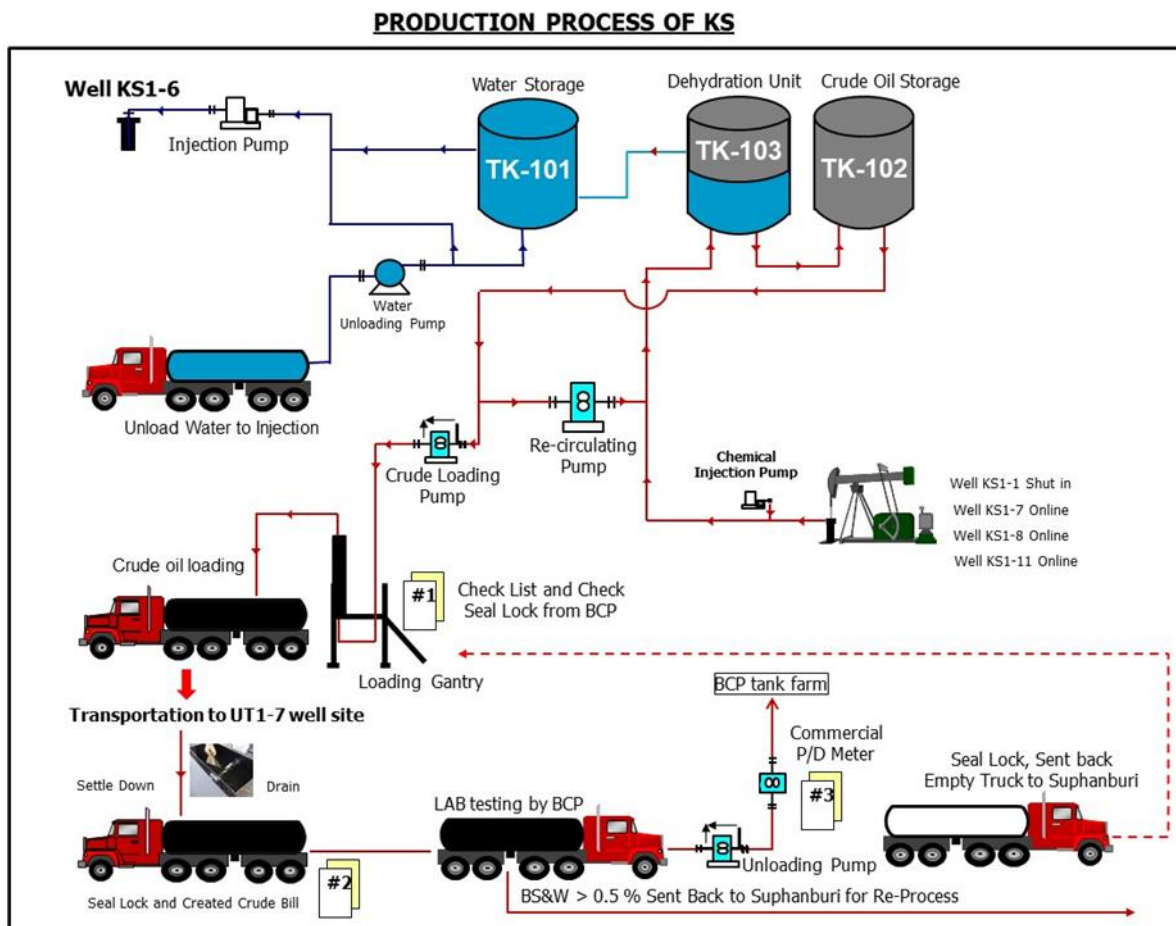 PRODUCTION PROCESS OF KS
Well KS1-6
Injection Pump
Water Storage
TK-101
Dehydration Unit
TK-103
Crude Oil Storage
TK-102
Water
Unloading Pump
Unload Water to Injection
Crude Loading
Pump
Re-circulating
Pump
Chemical
Injection Pump
Well KS1-1 Shut in
Well KS1-7 Online
Well KS1-8 Online
Well KS1-11 Online
Crude oil loading
#1
Check List and Check
Seal Lock from BCP
Loading Gantry
Transportation to UT1-7 well site
Settle Down
Drain
Seal Lock and Created Crude Bill
#2
LAB testing by BCP
BCP tank farm
Commercial
P/D Meter
#3
Unloading Pump
Seal Lock, Sent back
Empty Truck to Suphanburi
BS&W > 0.5 % Sent Back to Suphanburi for Re-Process